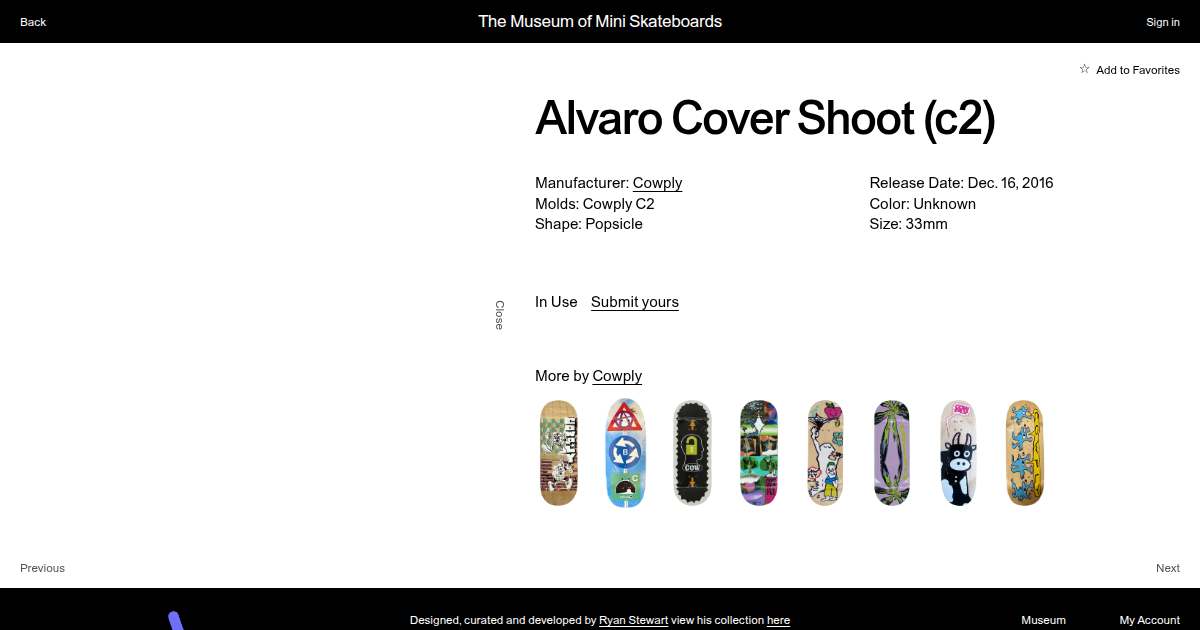 Back
The Museum of Mini Skateboards
Sign in
☆ Add to Favorites
Alvaro Cover Shoot (c2)
Manufacturer: Cowply
Molds: Cowply C2
Shape: Popsicle
Release Date: Dec. 16, 2016
Color: Unknown
Size: 33mm
Close
In Use Submit yours
More by Cowply
B
C
COW
Previous
Next
Designed, curated and developed by Ryan Stewart view his collection here
Museum
My Account